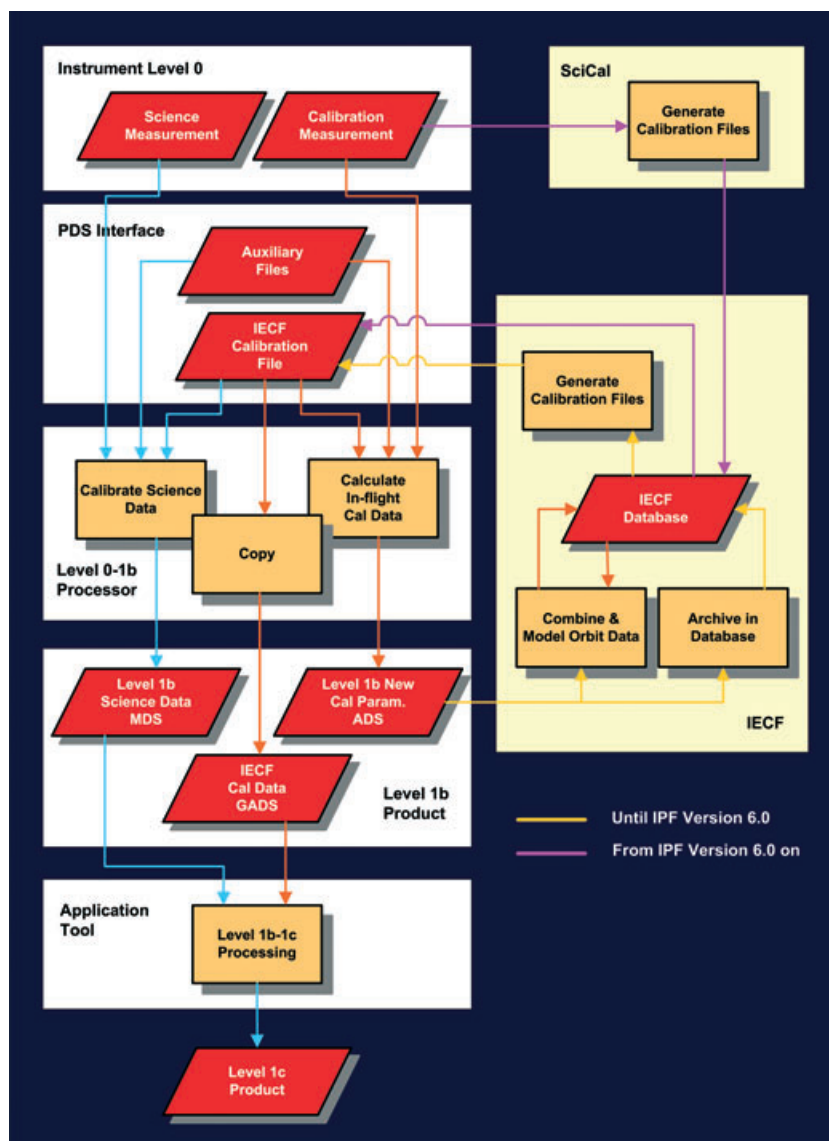 Instrument Level 0
Science
Measurement
Calibration
Measurement
SciCal
Generate
Calibration Files
PDS Interface
Auxiliary
Files
IECF
Calibration
File
Generate
Calibration Files
IECF
Database
Combine &
Model Orbit Data
Archive in
Database
IECF
Calibrate Science
Data
Calculate
In-flight
Cal Data
Copy
Level 0-1b
Processor
Level 1b
Science Data
MDS
Level 1b New
Cal Param.
ADS
IECF
Cal Data
GADS
Level 1b
Product
Until IPF Version 6.0
From IPF Version 6.0 on
Application
Tool
Level 1b-1c
Processing
Level 1c
Product